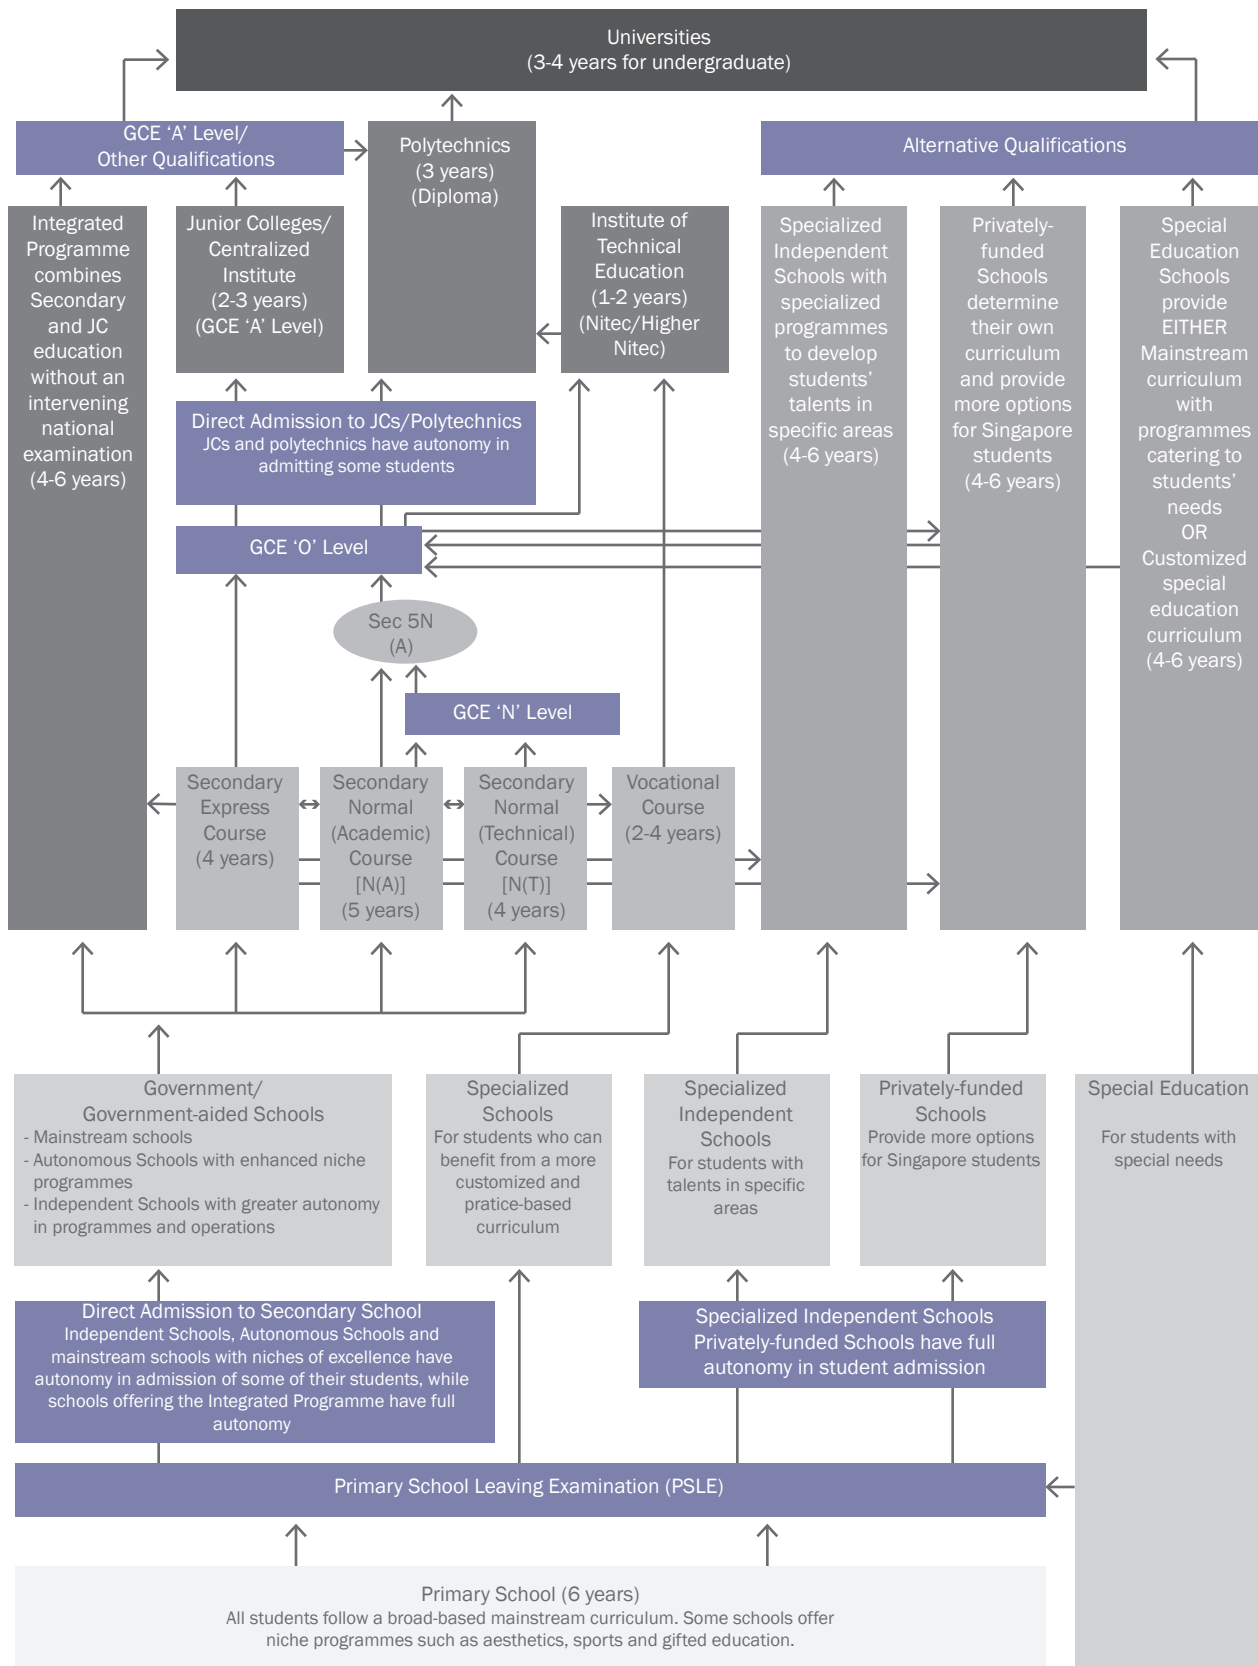 Universities
(3-4 years for undergraduate)
GCE ‘A’ Level/
Other Qualifications
Polytechnics
(3 years)
(Diploma)
Alternative Qualifications
Integrated
Programme
combines
Secondary
and JC
education
without an
intervening
national
examination
(4-6 years)
Junior Colleges/
Centralized
Institute
(2-3 years)
(GCE ‘A’ Level)
Institute of
Technical
Education
(1-2 years)
(Nitec/Higher
Nitec)
Specialized
Independent
Schools with
specialized
programmes
to develop
students’
talents in
specific areas
(4-6 years)
Privately-
funded
Schools
determine
their own
curriculum
and provide
more options
for Singapore
students
(4-6 years)
Special
Education
Schools
provide
EITHER
Mainstream
curriculum
with
programmes
catering to
students’
needs
OR
Customized
special
education
curriculum
(4-6 years)
Direct Admission to JCs/Polytechnics
JCs and polytechnics have autonomy in
admitting some students
GCE ‘O’ Level
Sec 5N
(A)
GCE ‘N’ Level
Secondary
Express
Course
(4 years)
Secondary
Normal
(Academic)
Course
[N(A)]
(5 years)
Secondary
Normal
(Technical)
Course
[N(T)]
(4 years)
Vocational
Course
(2-4 years)
Government/
Government-aided Schools
- Mainstream schools
- Autonomous Schools with enhanced niche
programmes
- Independent Schools with greater autonomy
in programmes and operations
Specialized
Schools
For students who can
benefit from a more
customized and
pratice-based
curriculum
Specialized
Independent
Schools
For students with
talents in specific
areas
Privately-funded
Schools
Provide more options
for Singapore students
Special Education
For students with
special needs
Direct Admission to Secondary School
Independent Schools, Autonomous Schools and
mainstream schools with niches of excellence have
autonomy in admission of some of their students, while
schools offering the Integrated Programme have full
autonomy
Specialized Independent Schools
Privately-funded Schools have full
autonomy in student admission
Primary School Leaving Examination (PSLE)
Primary School (6 years)
All students follow a broad-based mainstream curriculum. Some schools offer
niche programmes such as aesthetics, sports and gifted education.